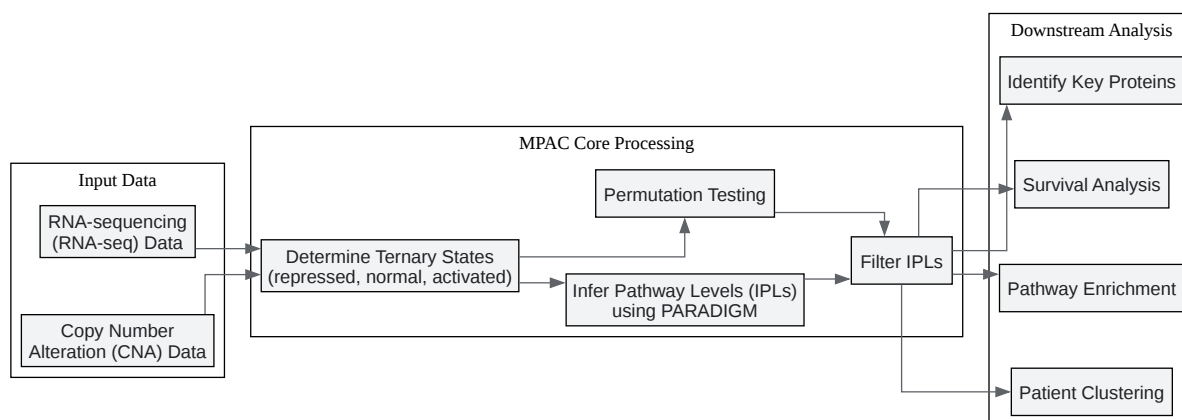 Input Data
RNA-sequencing
(RNA-seq) Data
Copy Number
Alteration (CNA) Data
MPAC Core Processing
Determine Ternary States
(repressed, normal, activated)
Permutation Testing
Infer Pathway Levels (IPLs)
using PARADIGM
Filter IPLs
Downstream Analysis
Identify Key Proteins
Survival Analysis
Pathway Enrichment
Patient Clustering